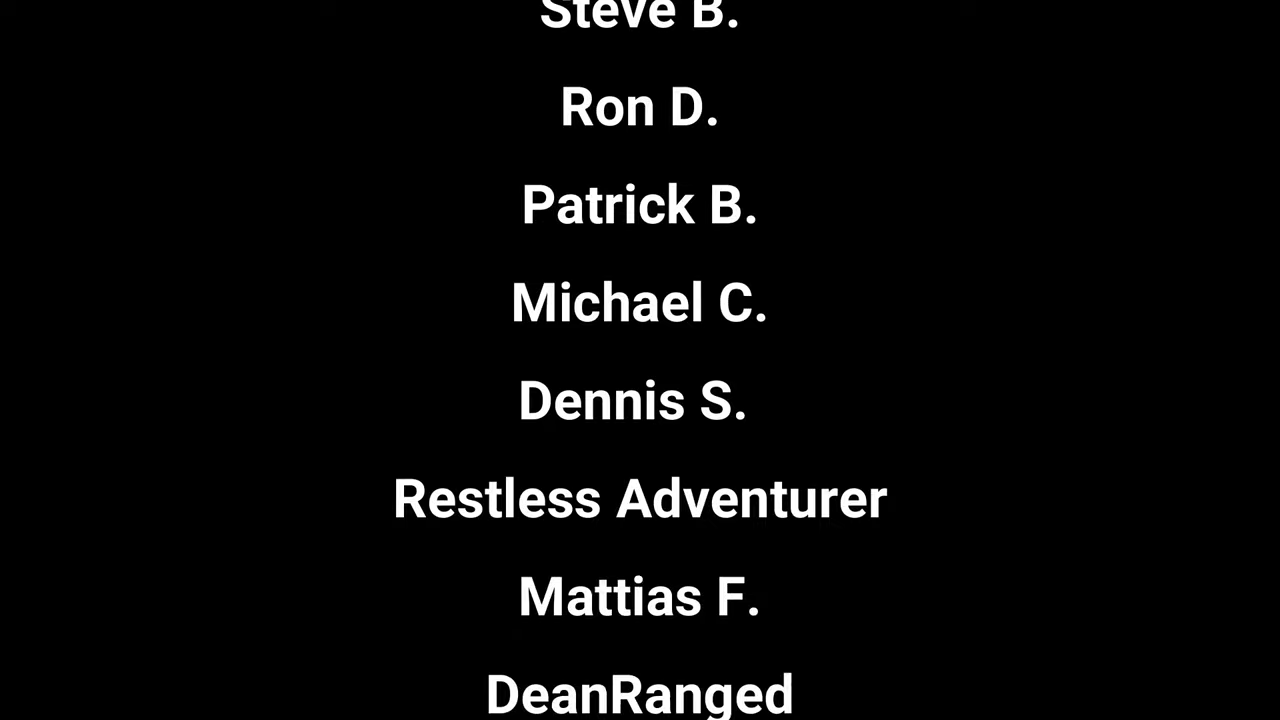 Steve B.
Ron D.
Patrick B.
Michael C.
Dennis S.
Restless Adventurer
Mattias F.
DeanRanged